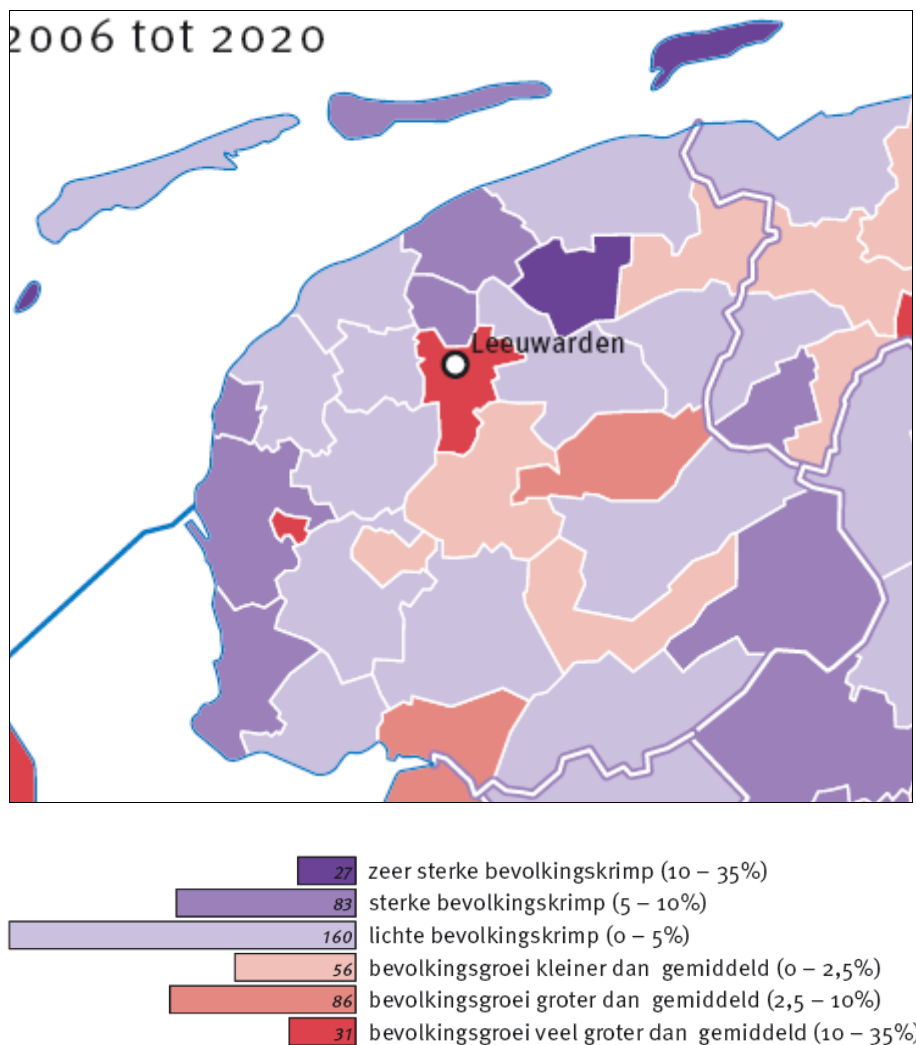 2006 tot 2020
Leeuwarden
27 zeer sterke bevolkingskrimp (10 – 35%)
83 sterke bevolkingskrimp (5 – 10%)
160 lichte bevolkingskrimp (0 – 5%)
56 bevolkingsgroei kleiner dan gemiddeld (0 – 2,5%)
86 bevolkingsgroei groter dan gemiddeld (2,5 – 10%)
31 bevolkingsgroei veel groter dan gemiddeld (10 – 35%)